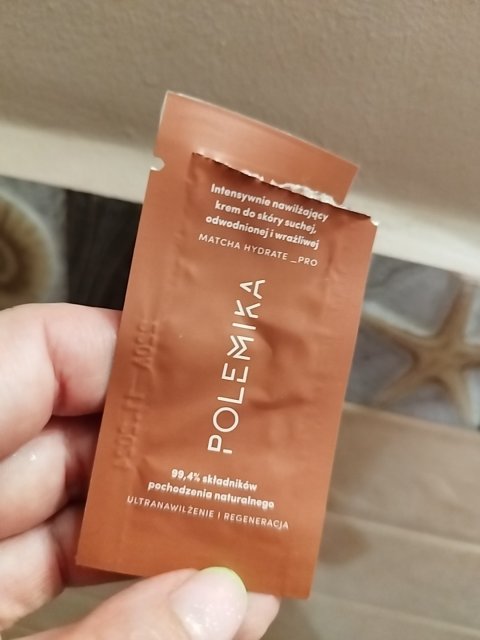 Intensywnie nawilżający
krem do skóry suchej,
odwodnionej i wrażliwej
MATCHA HYDRATE _PRO
POLEMIKA
99,4% składników
pochodzenia naturalnego
ULTRANAWILŻENIE I REGENERACJA